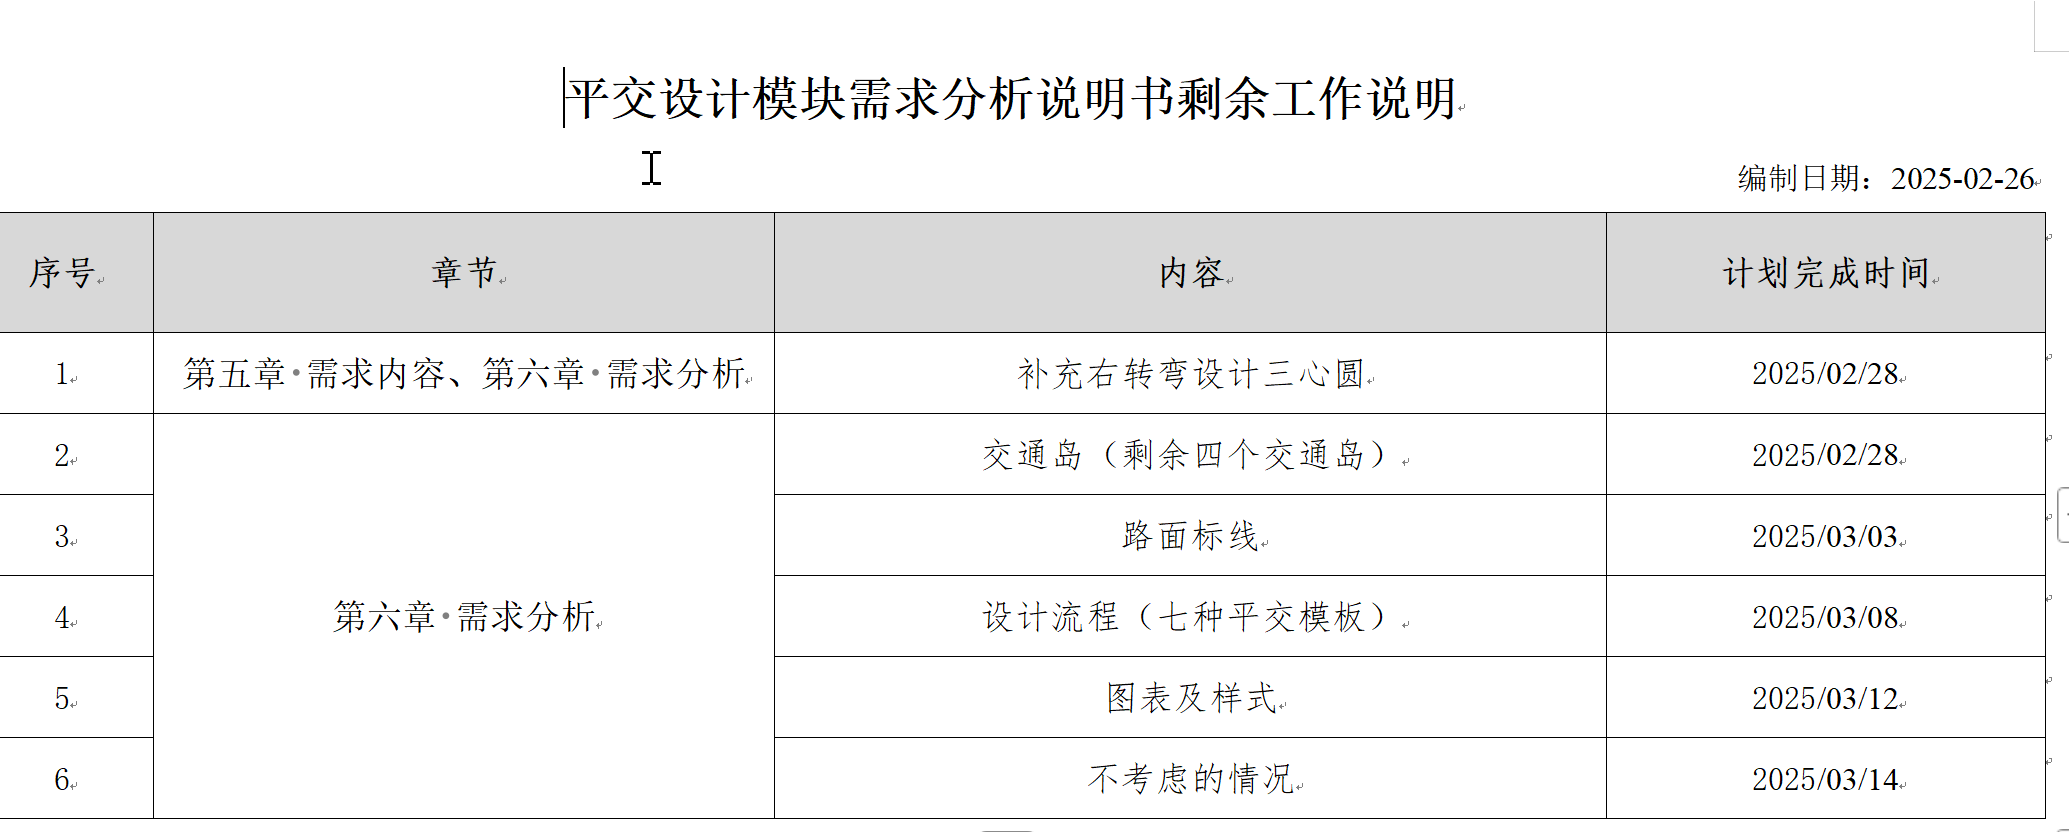 平交设计模块需求分析说明书剩余工作说明
编制日期：2025-02-26
序号 章节 内容 计划完成时间
1 第五章·需求内容、第六章·需求分析 补充右转弯设计三心圆 2025/02/28
2 交通岛（剩余四个交通岛） 2025/02/28
3 路面标线 2025/03/03
4 第六章·需求分析 设计流程（七种平交模板） 2025/03/08
5 图表及样式 2025/03/12
6 不考虑的情况 2025/03/14